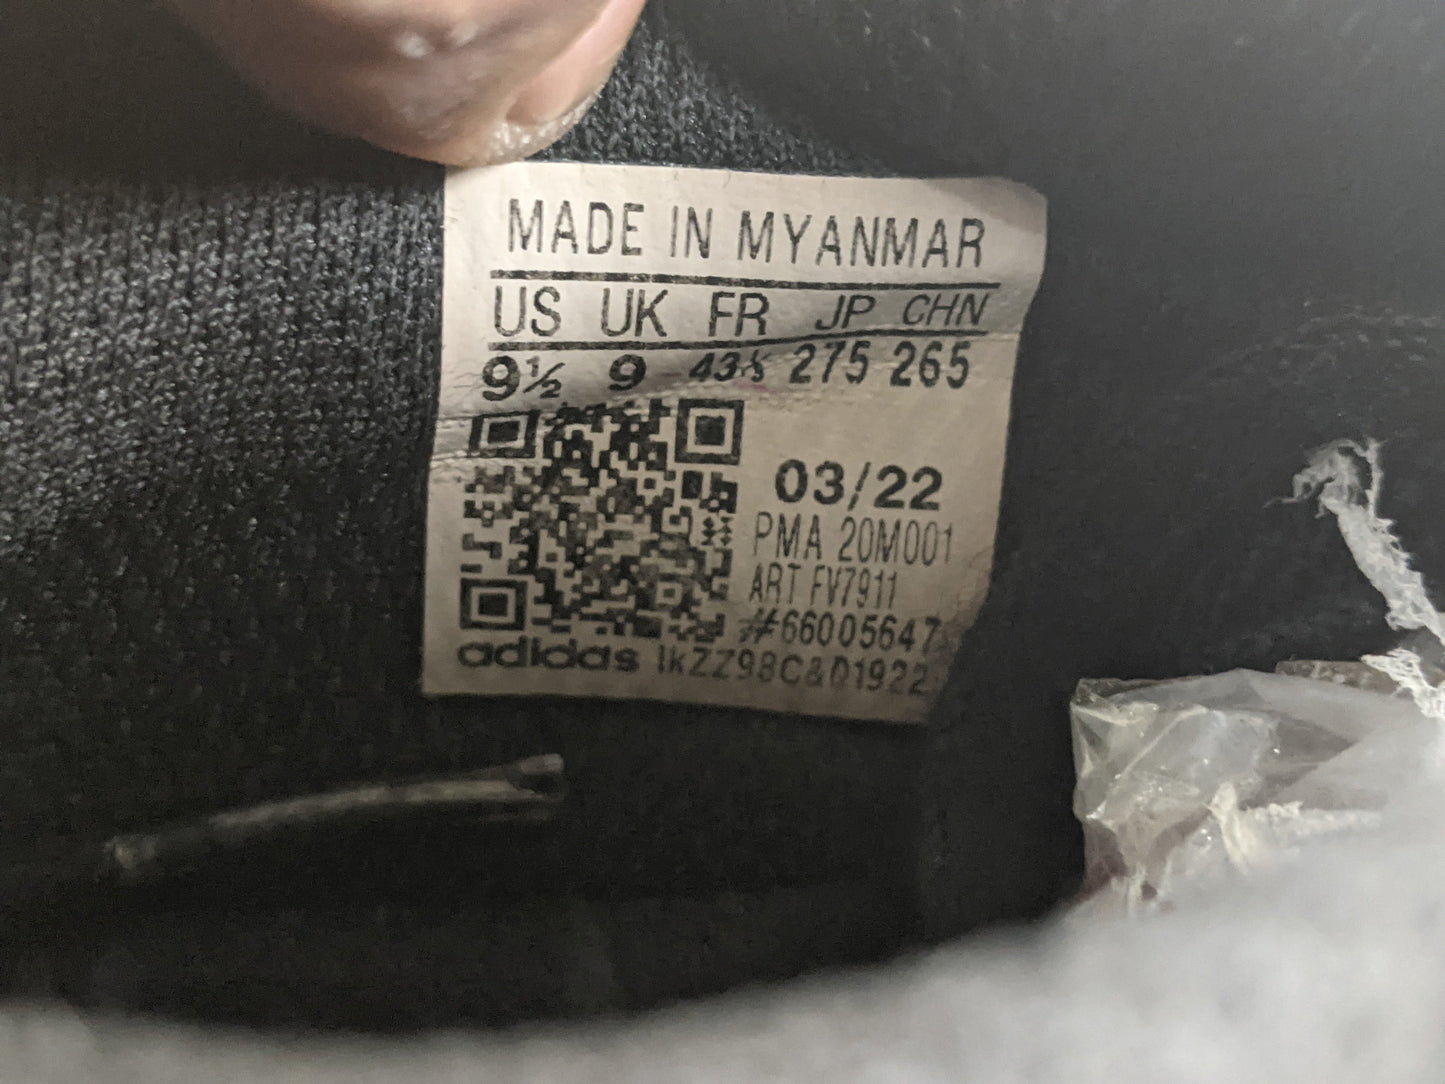 MADE IN MYANMAR
US UK FR JP CHN
9½ 9 43⅓ 275 265
03/22
PMA 20M001
ART FV7911
#66005647
adidas IkZZ98C&D1922